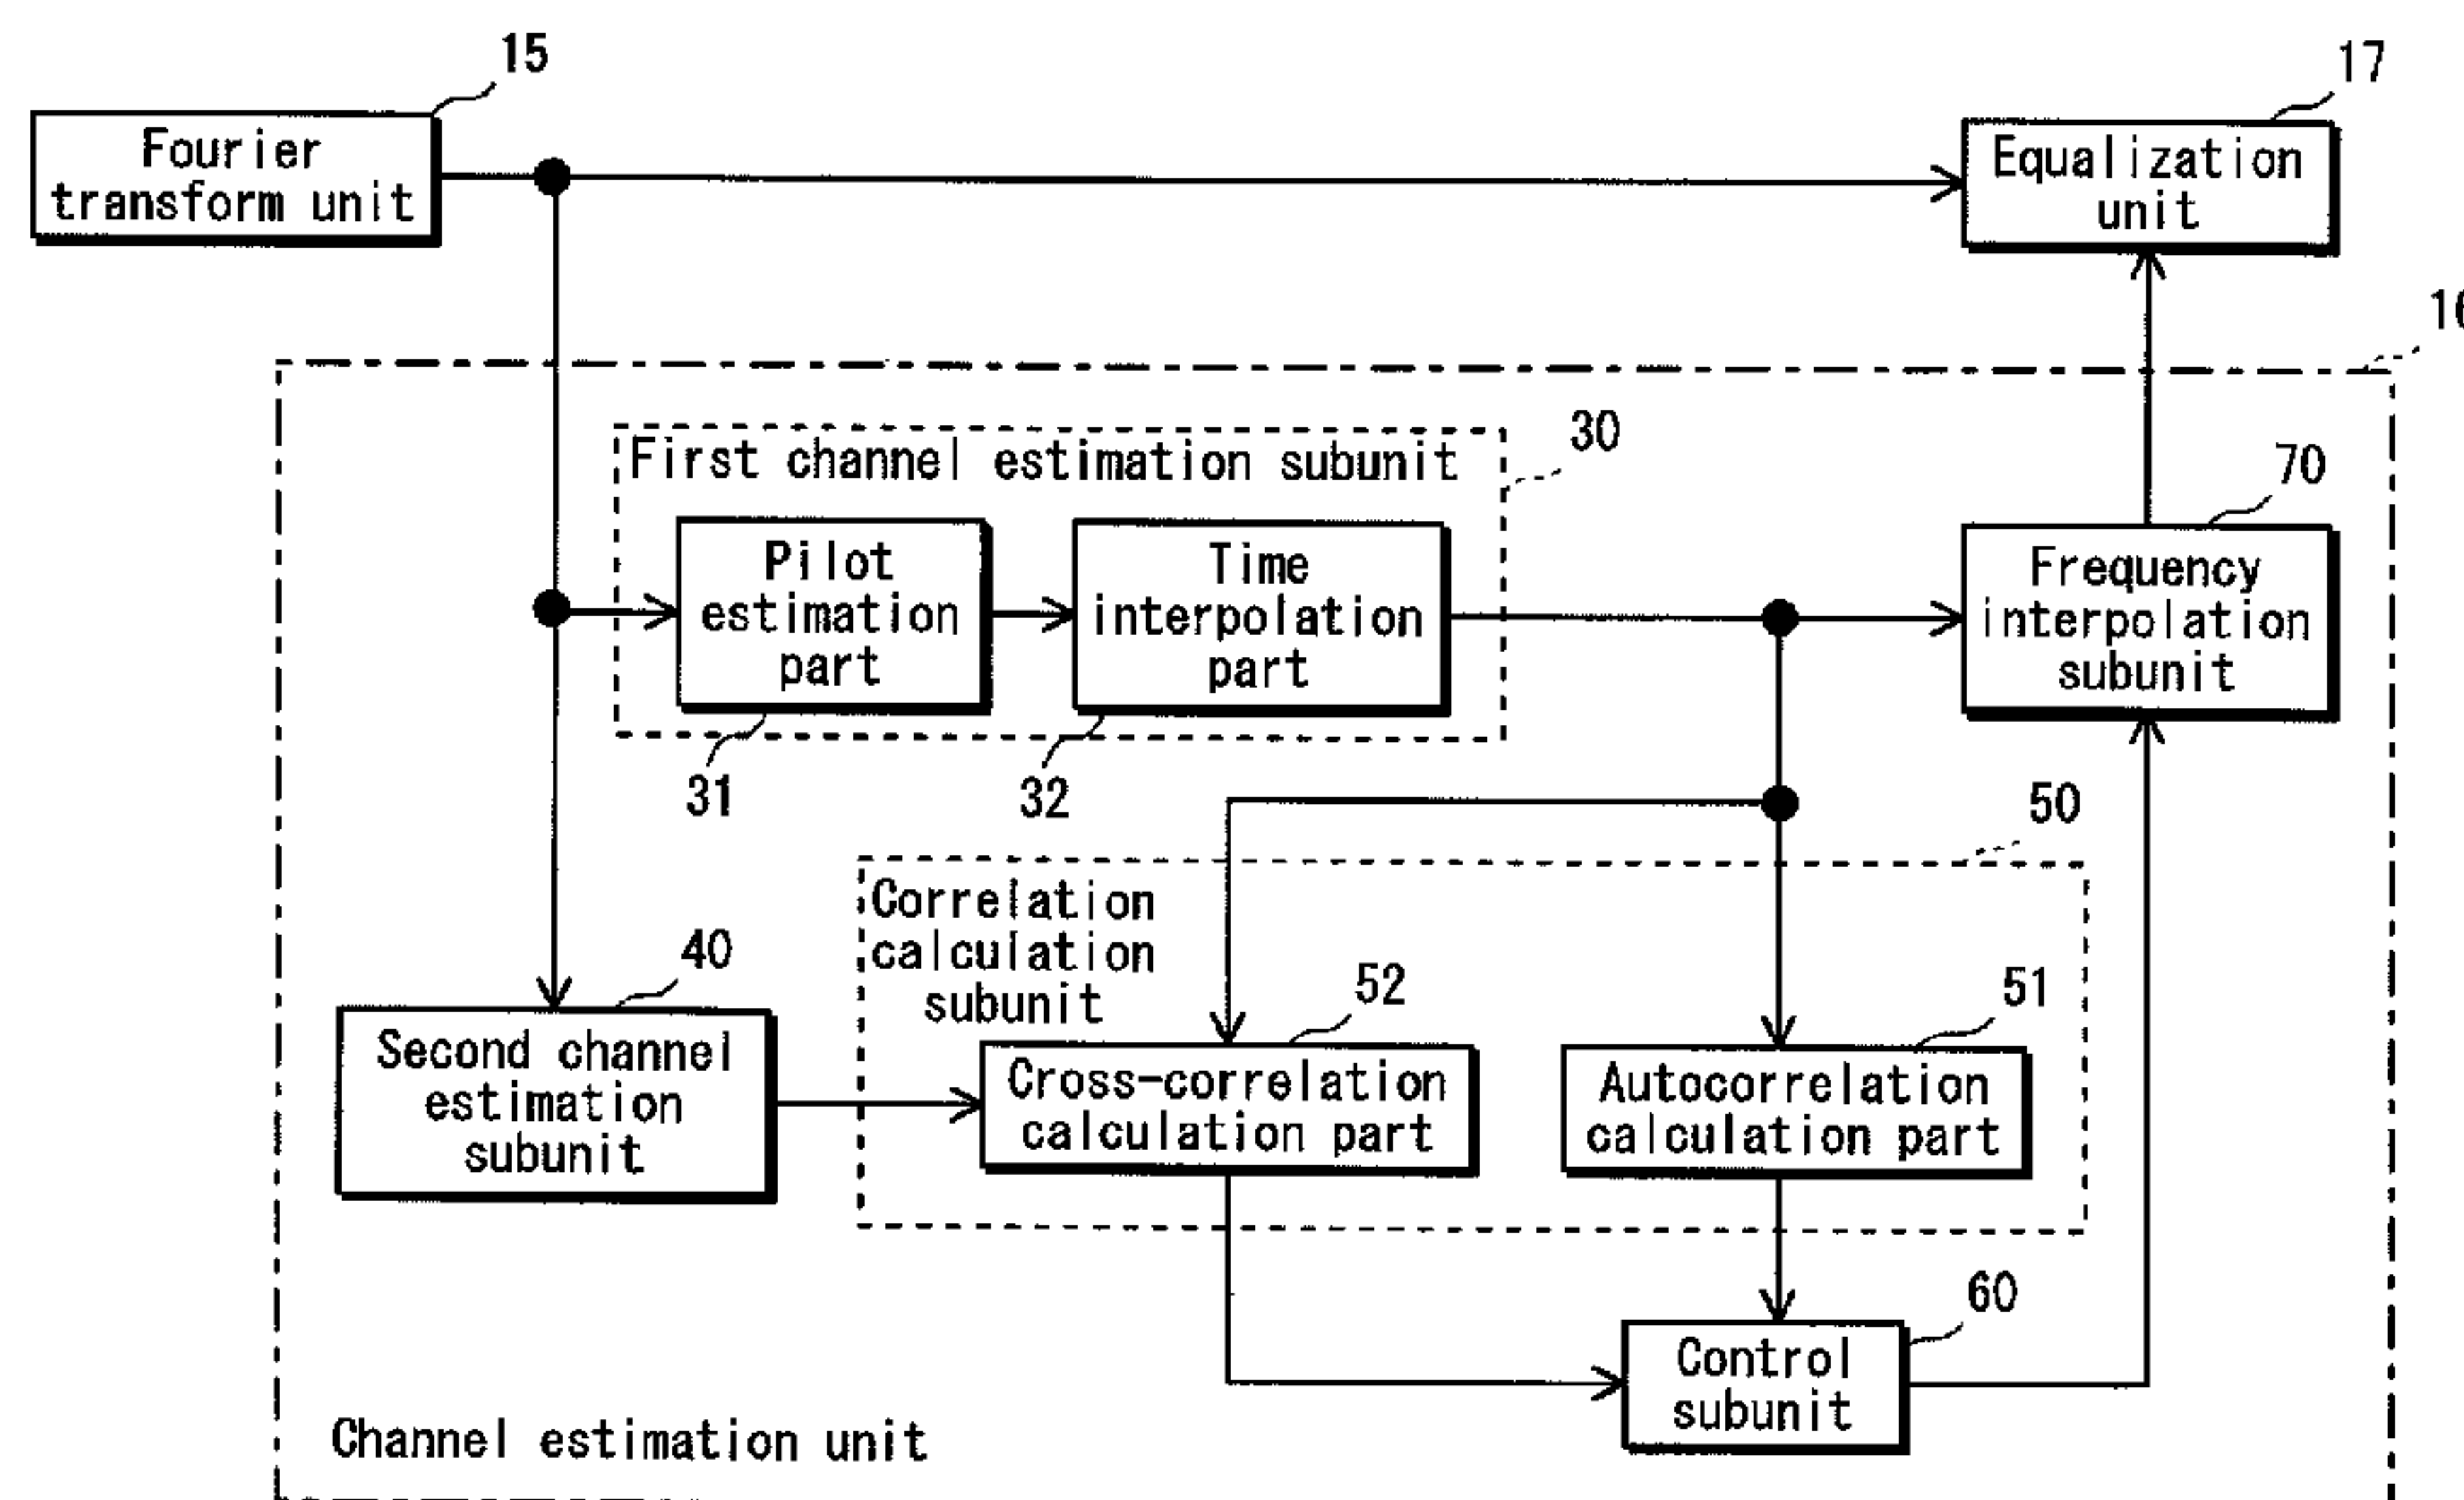 15
17
Fourier
transform unit
Equalization
unit
16
First channel estimation subunit
30
70
Pilot
estimation
part
Time
interpolation
part
Frequency
interpolation
subunit
31
32
50
Correlation
calculation
subunit
40
52
51
Second channel
estimation
subunit
Cross-correlation
calculation part
Autocorrelation
calculation part
60
Control
subunit
Channel estimation unit